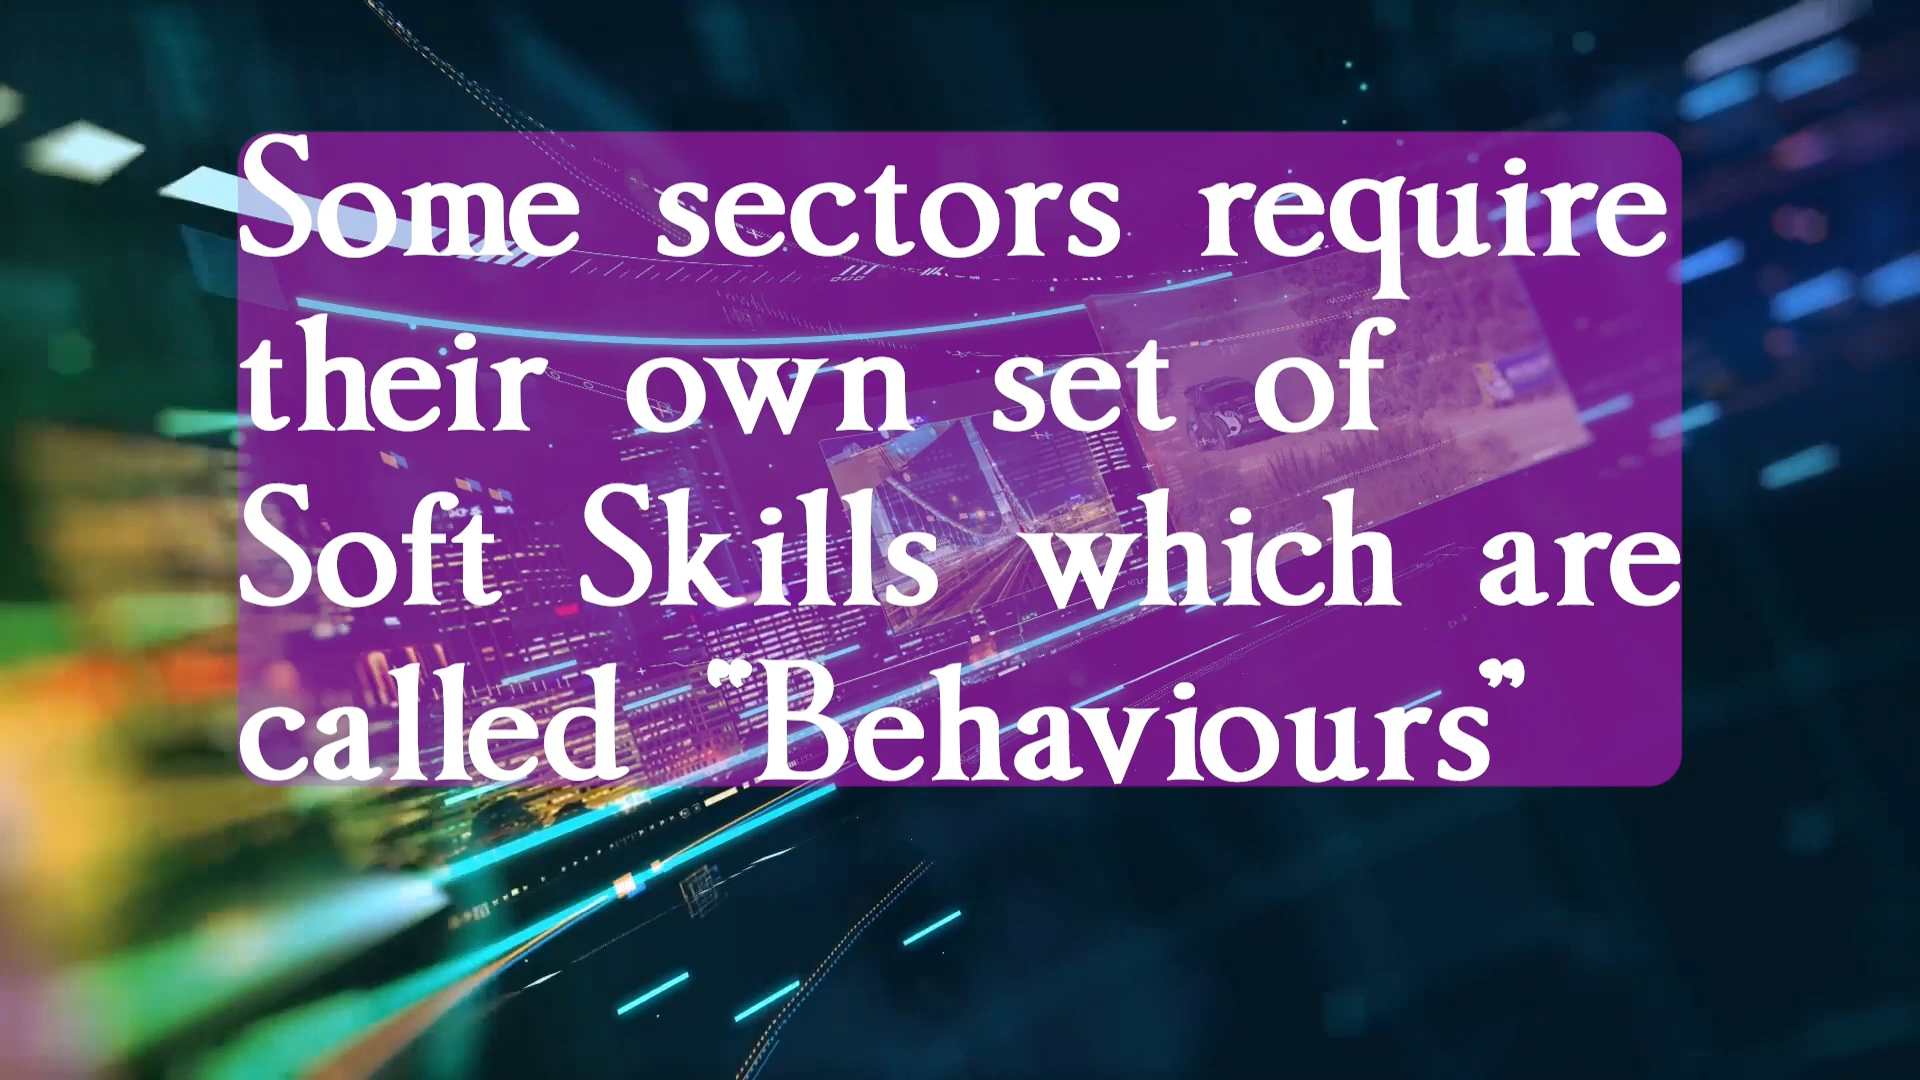 Some sectors require
their own set of
Soft Skills which are
called “Behaviours”